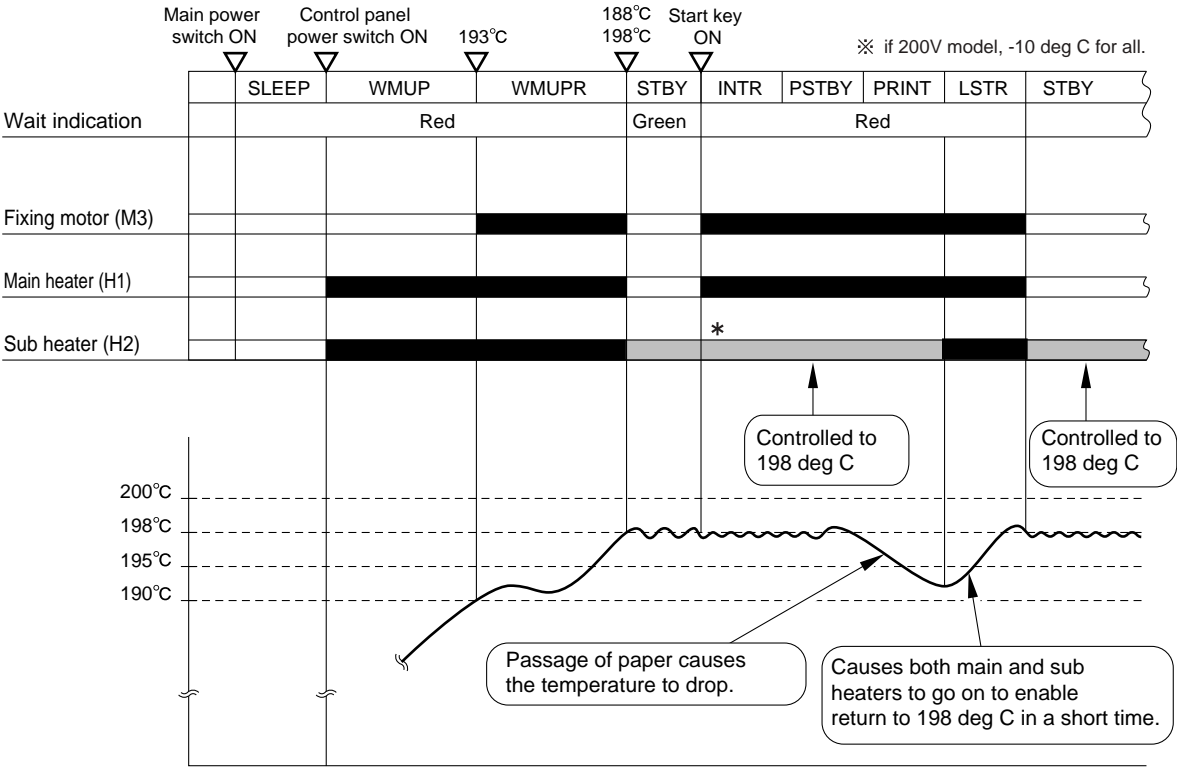 Main power
switch ON
Control panel
power switch ON
193°C
188°C
198°C
Start key
ON
※ if 200V model, -10 deg C for all.
SLEEP WMUP WMUPR STBY INTR PSTBY PRINT LSTR STBY
Wait indication Red Green Red
Fixing motor (M3)
Main heater (H1)
*
Sub heater (H2)
Controlled to
198 deg C
Controlled to
198 deg C
200°C
198°C
195°C
190°C
Passage of paper causes
the temperature to drop.
Causes both main and sub
heaters to go on to enable
return to 198 deg C in a short time.